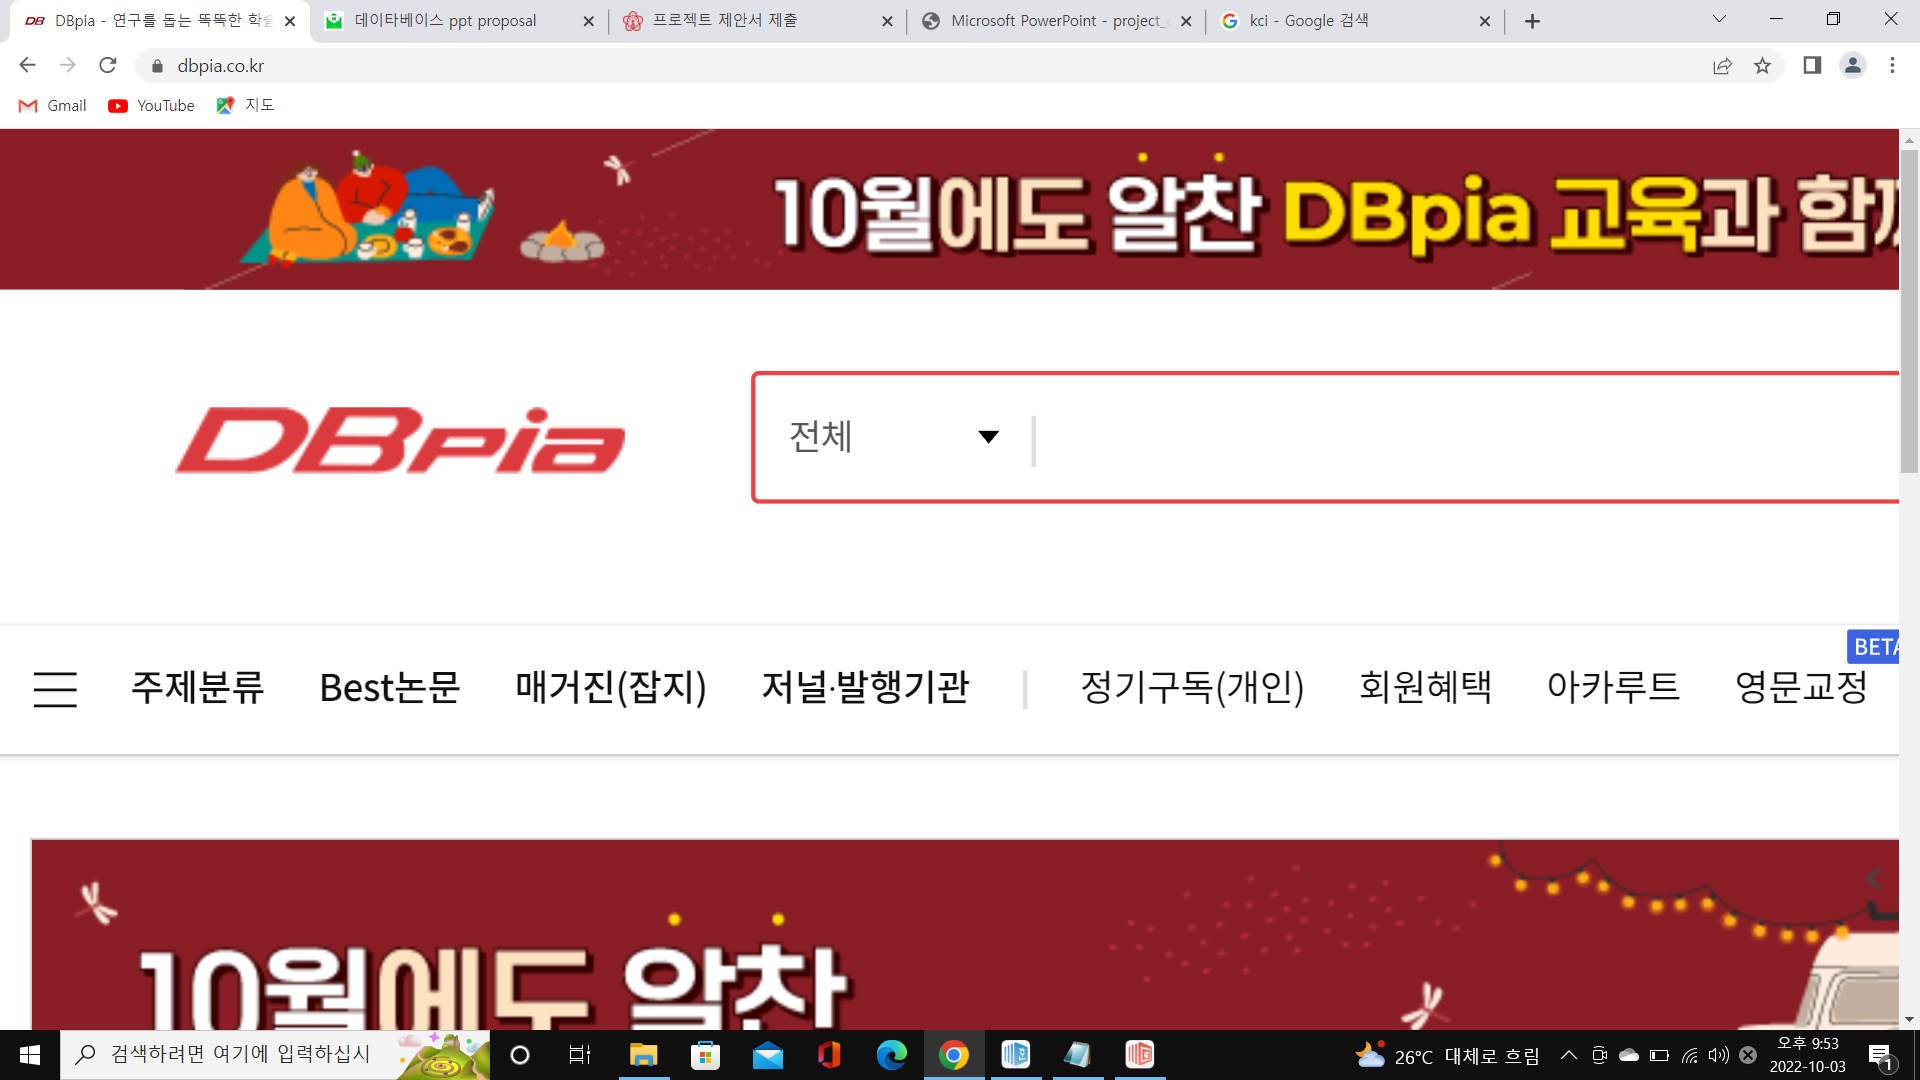 DBpia - 연구를 돕는 똑똑한 학술
데이타베이스 ppt proposal
프로젝트 제안서 제출
Microsoft PowerPoint - project_
kci - Google 검색
dbpia.co.kr
Gmail
YouTube
지도
10월에도 알찬 DBpia 교육과 함께
DBpia
전체
BETA
주제분류
Best논문
매거진(잡지)
저널·발행기관
정기구독(개인)
회원혜택
아카루트
영문교정
10월에도 알찬
검색하려면 여기에 입력하십시
26°C 대체로 흐림
오후 9:53
2022-10-03
1